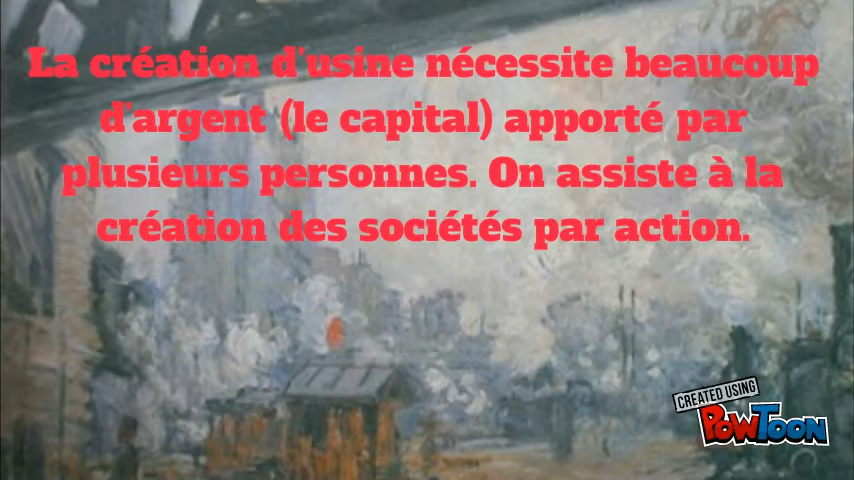 La création d'usine nécessite beaucoup
d'argent (le capital) apporté par
plusieurs personnes. On assiste à la
création des sociétés par action.
CREATED USING
POWTOON